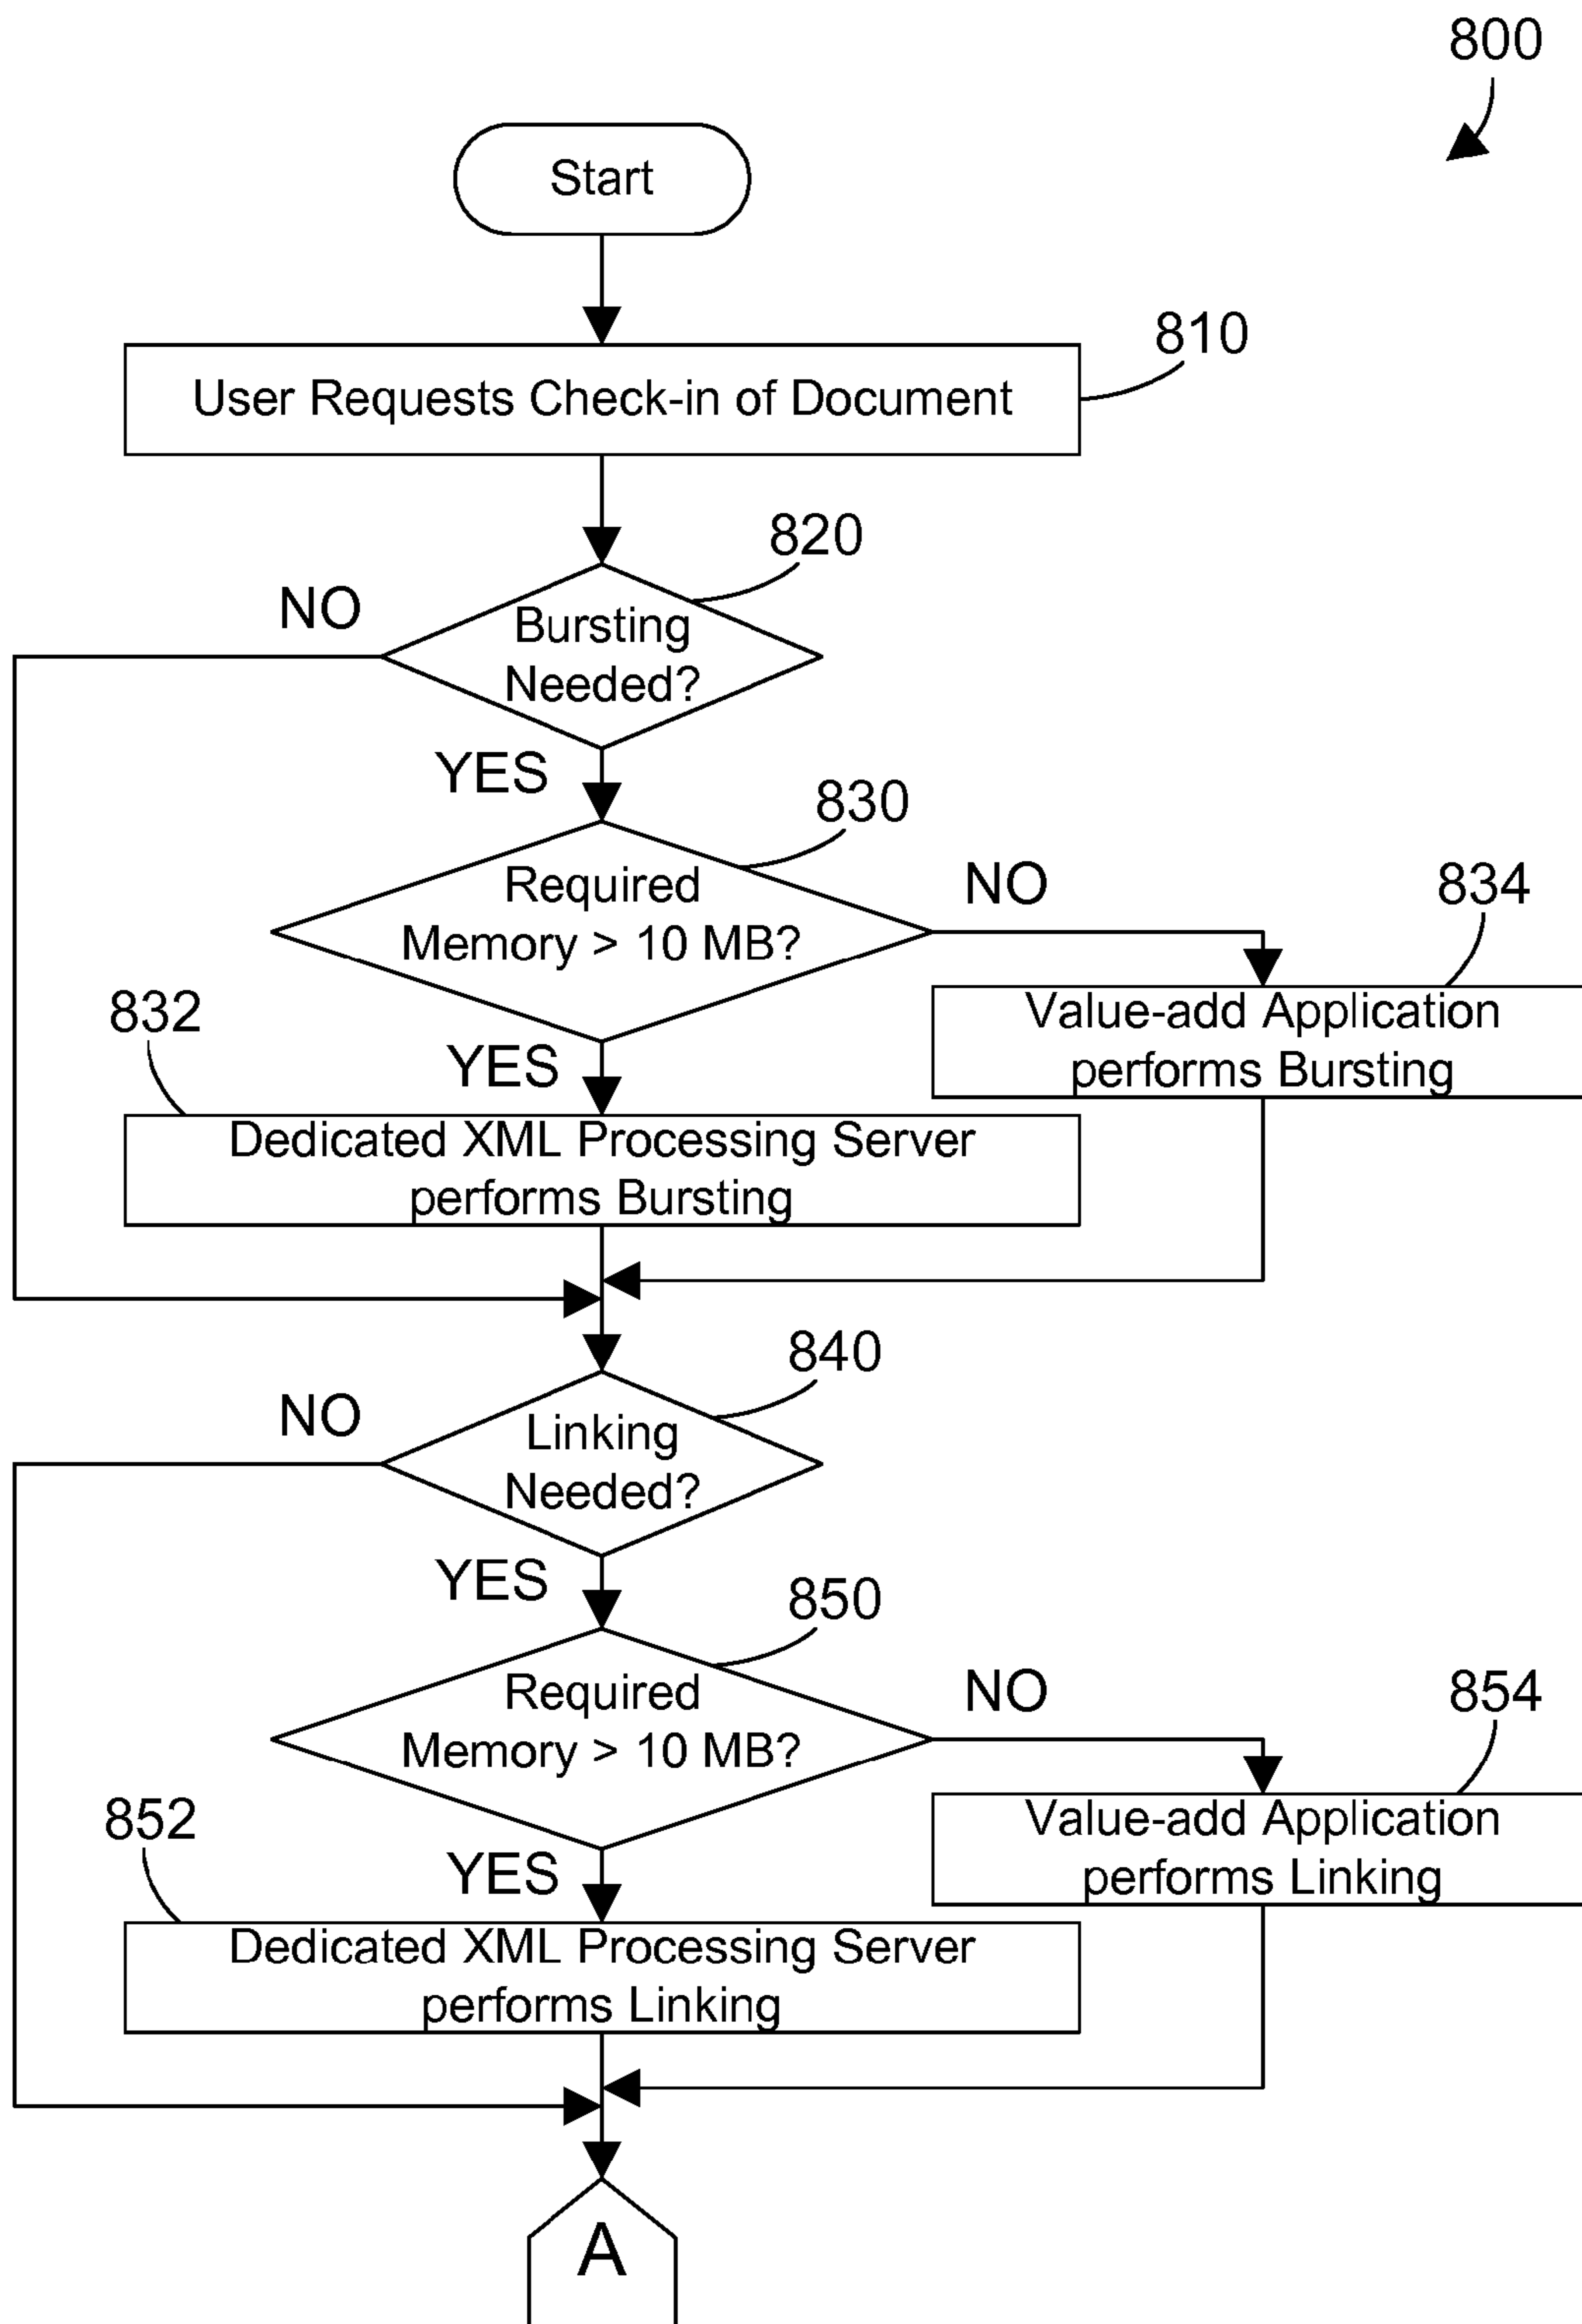 800
Start
810
User Requests Check-in of Document
820
NO
Bursting
Needed?
YES
830
Required
Memory > 10 MB?
NO
834
Value-add Application
performs Bursting
832
YES
Dedicated XML Processing Server
performs Bursting
840
NO
Linking
Needed?
YES
850
Required
Memory > 10 MB?
NO
854
Value-add Application
performs Linking
852
YES
Dedicated XML Processing Server
performs Linking
A